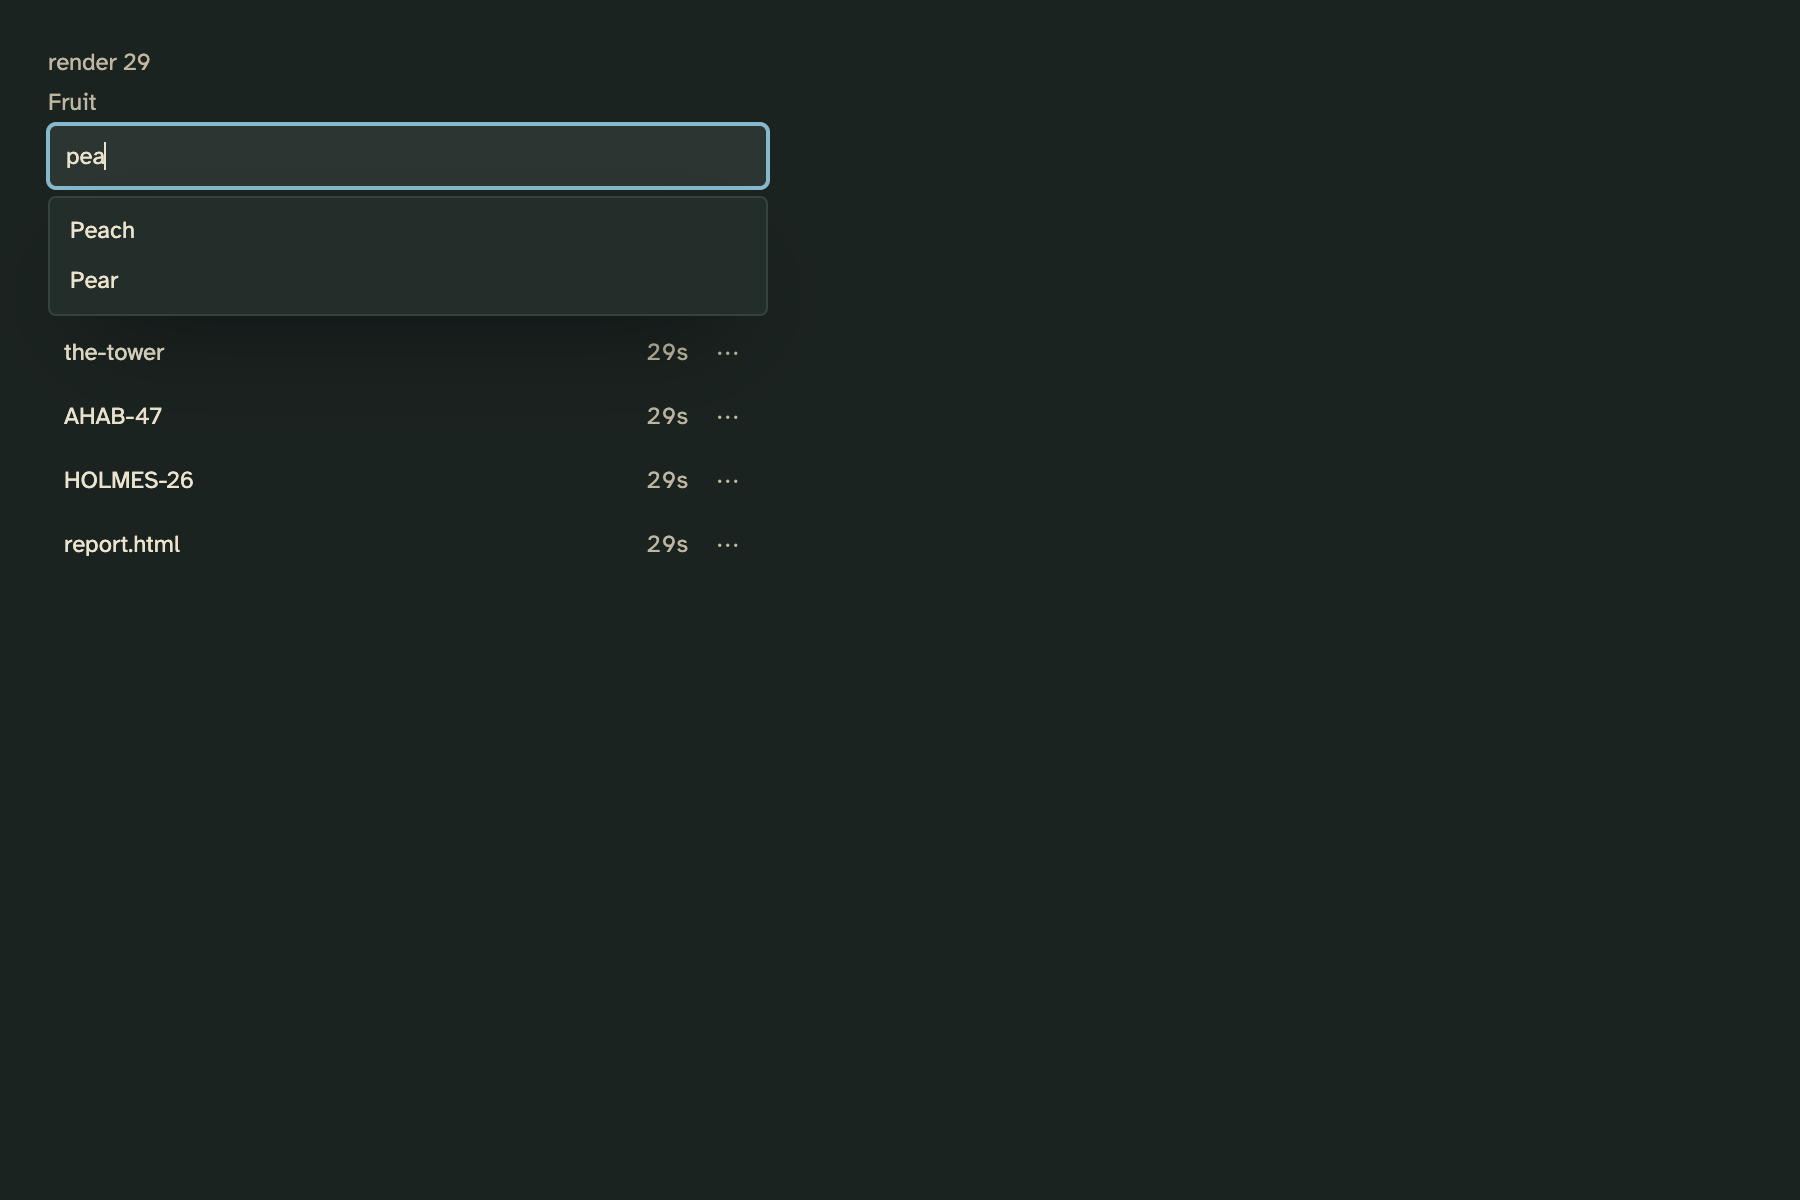 render 29
Fruit
pea
Peach
Pear
the-tower 29s ···
AHAB-47 29s ···
HOLMES-26 29s ···
report.html 29s ···